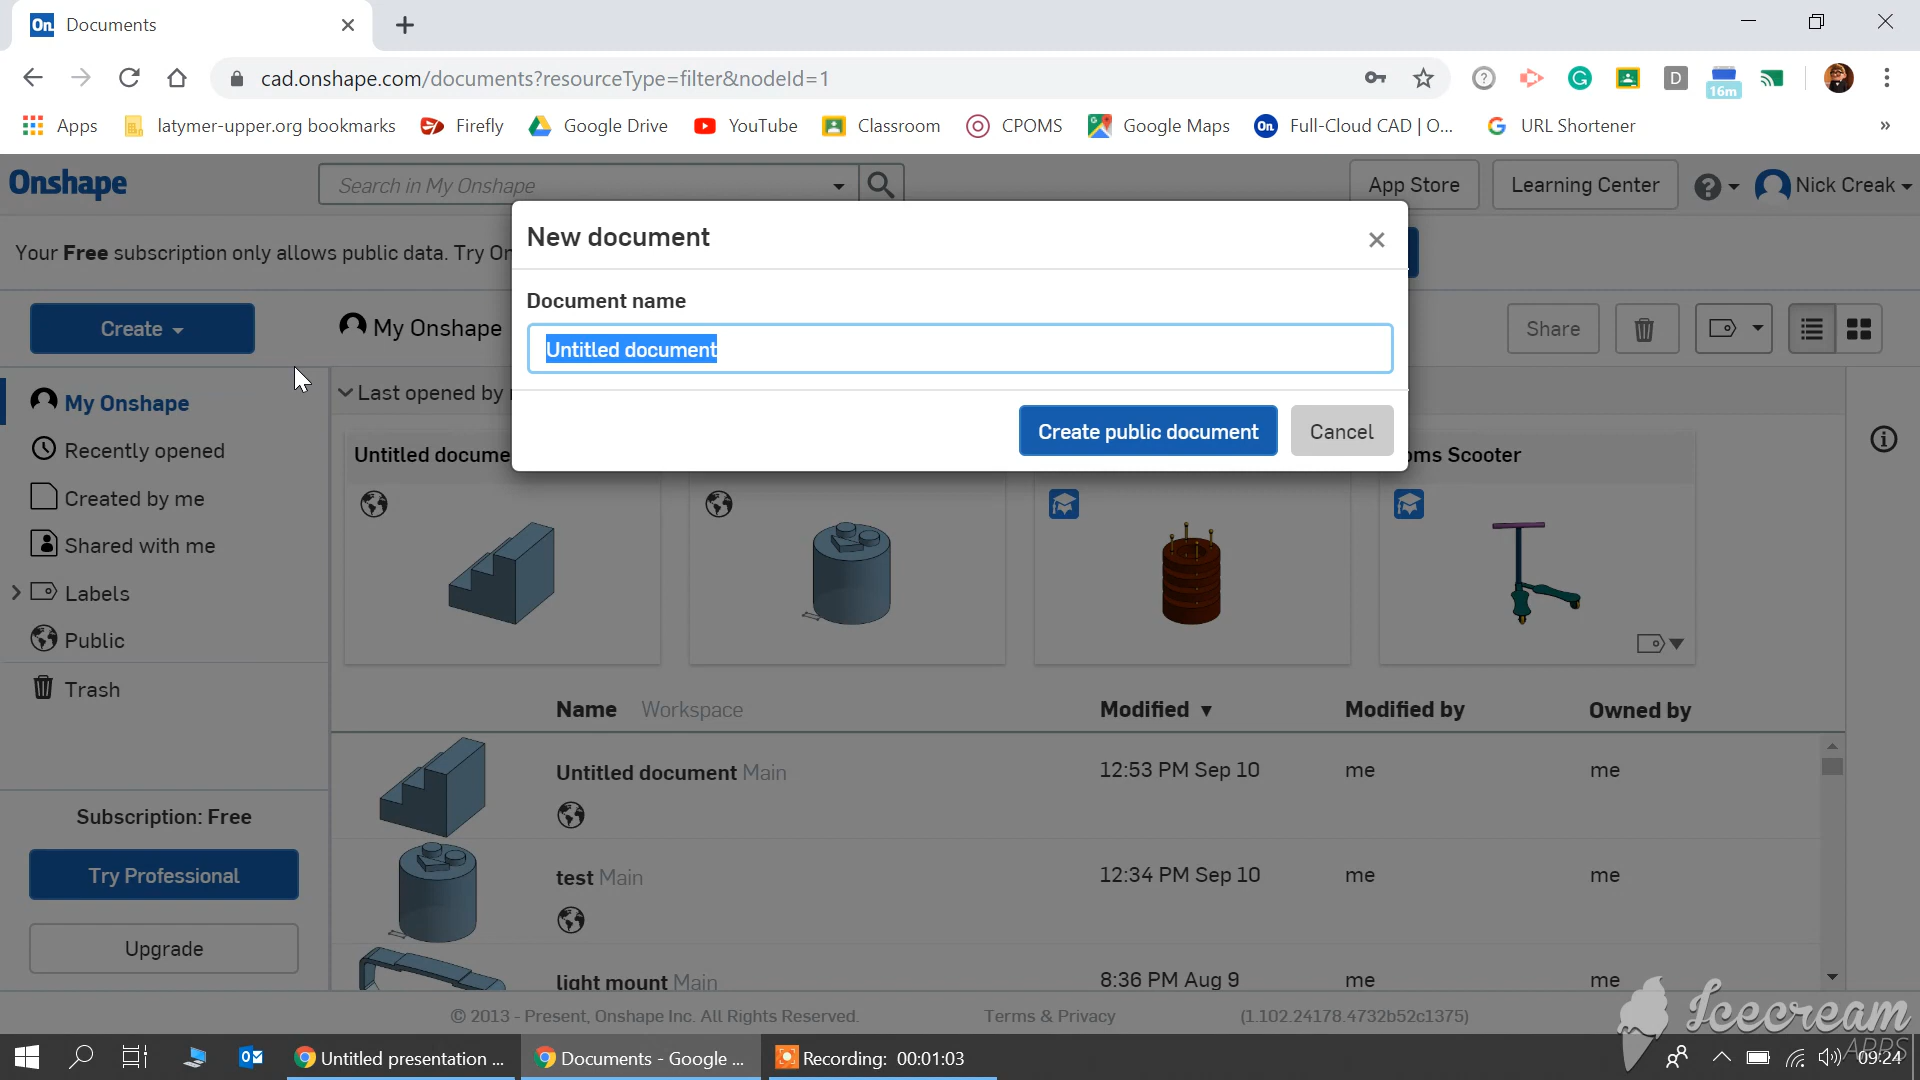 On. Documents
cad.onshape.com/documents?resourceType=filter&nodeId=1
D
16m
Apps
latymer-upper.org bookmarks
Firefly
Google Drive
YouTube
Classroom
CPOMS
Google Maps
On Full-Cloud CAD | O...
URL Shortener
»
Onshape
Search in My Onshape
App Store
Learning Center
Nick Creak
Your Free subscription only allows public data. Try On
New document
Document name
Untitled document
Create public document
Cancel
Create
My Onshape
Share
My Onshape
Recently opened
Created by me
Shared with me
Labels
Public
Trash
Last opened by
Untitled docume
oms Scooter
Name Workspace Modified Modified by Owned by
Untitled document Main 12:53 PM Sep 10 me me
test Main 12:34 PM Sep 10 me me
light mount Main 8:36 PM Aug 9 me me
Subscription: Free
Try Professional
Upgrade
© 2013 - Present, Onshape Inc. All Rights Reserved.
Terms & Privacy
(1.102.24178.4732b52c1375)
Icecream
APPS
Untitled presentation ...
Documents - Google ...
Recording: 00:01:03
09:24